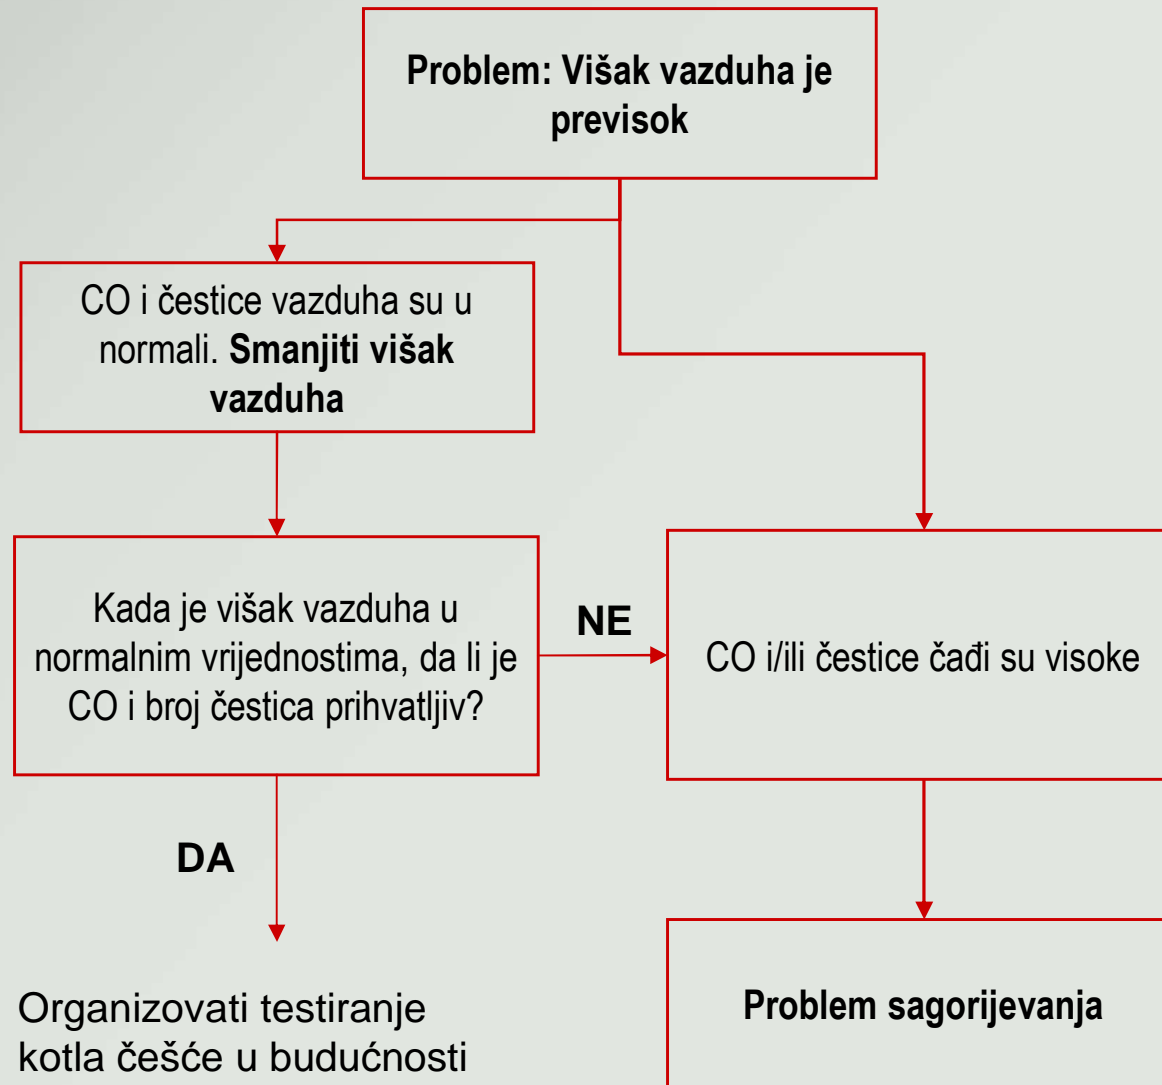 Problem: Višak vazduha je
previsok
CO i čestice vazduha su u
normali. Smanjiti višak
vazduha
Kada je višak vazduha u
normalnim vrijednostima, da li je
CO i broj čestica prihvatljiv?
NE
CO i/ili čestice čađi su visoke
DA
Organizovati testiranje
kotla češće u budućnosti
Problem sagorijevanja